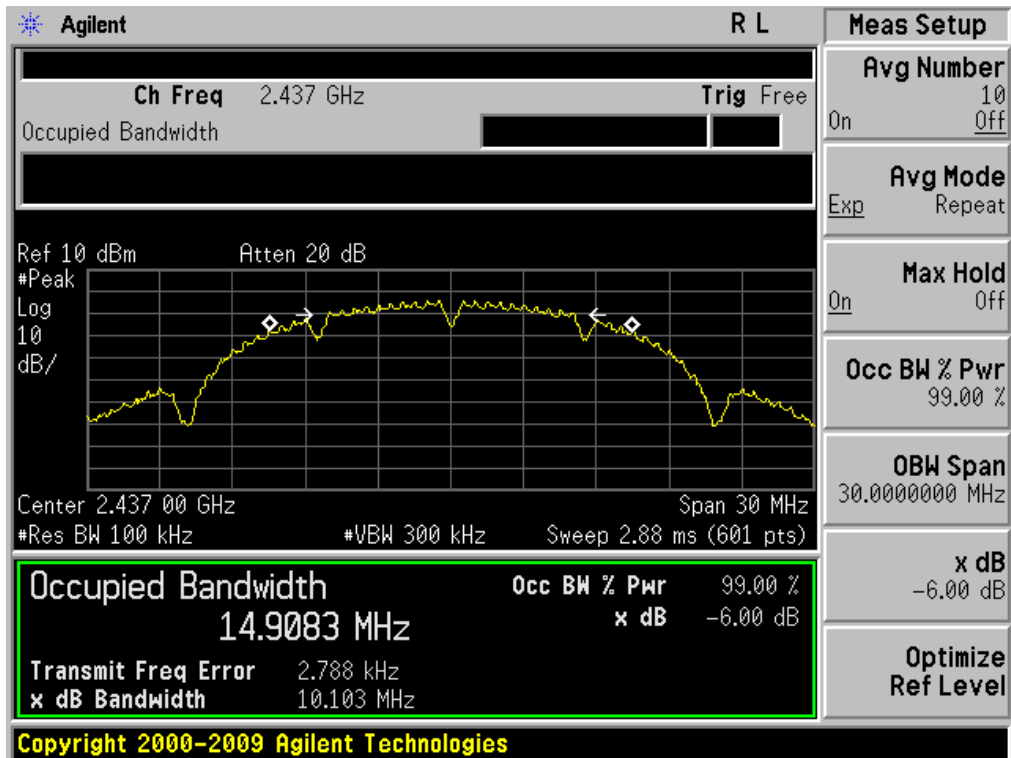 Agilent R L
Ch Freq 2.437 GHz Trig Free
Occupied Bandwidth
Ref 10 dBm Atten 20 dB
#Peak
Log
10
dB/
Center 2.437 00 GHz Span 30 MHz
#Res BW 100 kHz #VBW 300 kHz Sweep 2.88 ms (601 pts)
Occupied Bandwidth Occ BW % Pwr 99.00 %
14.9083 MHz x dB -6.00 dB
Transmit Freq Error 2.788 kHz
x dB Bandwidth 10.103 MHz
Copyright 2000-2009 Agilent Technologies
Meas Setup
Avg Number
10
On Off
Avg Mode
Exp Repeat
Max Hold
On Off
Occ BW % Pwr
99.00 %
OBW Span
30.0000000 MHz
x dB
-6.00 dB
Optimize
Ref Level